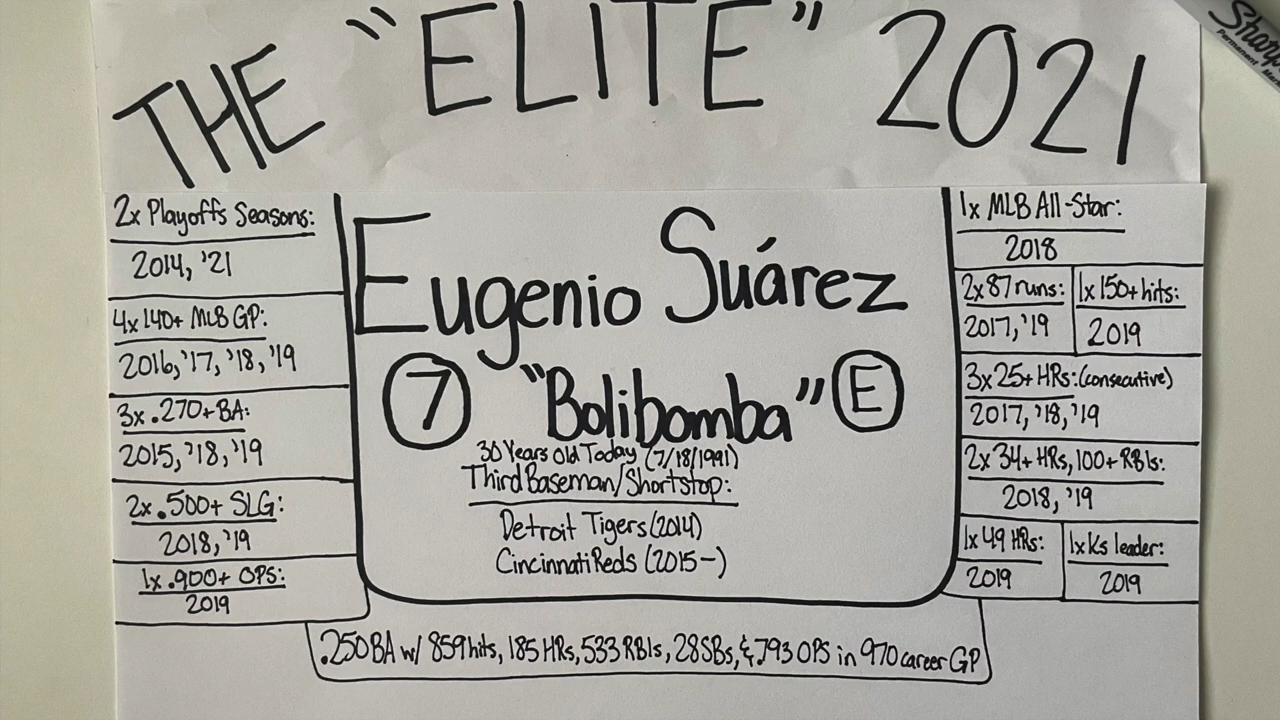 THE "ELITE" 2021
Sharp
Permanent Mar
2x Playoffs Seasons:
2014, '21
4x 140+ MLB GP:
2016, '17, '18, '19
3x .270+ BA:
2015, '18, '19
2x .500+ SLG:
2018, '19
1x .900+ OPS:
2019
Eugenio Suárez
7 "Bolibomba" E
30 Years Old Today (7/18/1991)
Third Baseman/Shortstop:
Detroit Tigers (2014)
Cincinnati Reds (2015-)
1x MLB All-Star:
2018
2x 87 runs:
2017, '19
1x 150+ hits:
2019
3x 25+ HRs: (consecutive)
2017, '18, '19
2x 34+ HRs, 100+ RBIs:
2018, '19
1x 49 HRs:
2019
1x Ks leader:
2019
.250 BA w/ 859 hits, 185 HRs, 533 RBIs, 28 SBs, & .793 OPS in 970 career GP